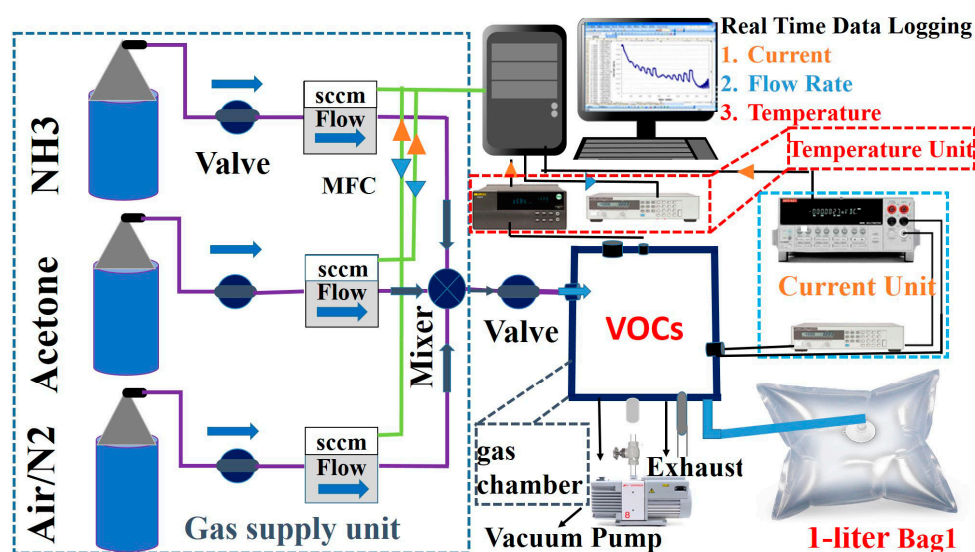 NH3
Valve
sccm
Flow
MFC
Acetone
sccm
Flow
Mixer
Valve
Air/N2
sccm
Flow
Gas supply unit
Real Time Data Logging
1. Current
2. Flow Rate
3. Temperature
Temperature Unit
Current Unit
VOCs
gas
chamber
Exhaust
Vacuum Pump
1-liter Bag1